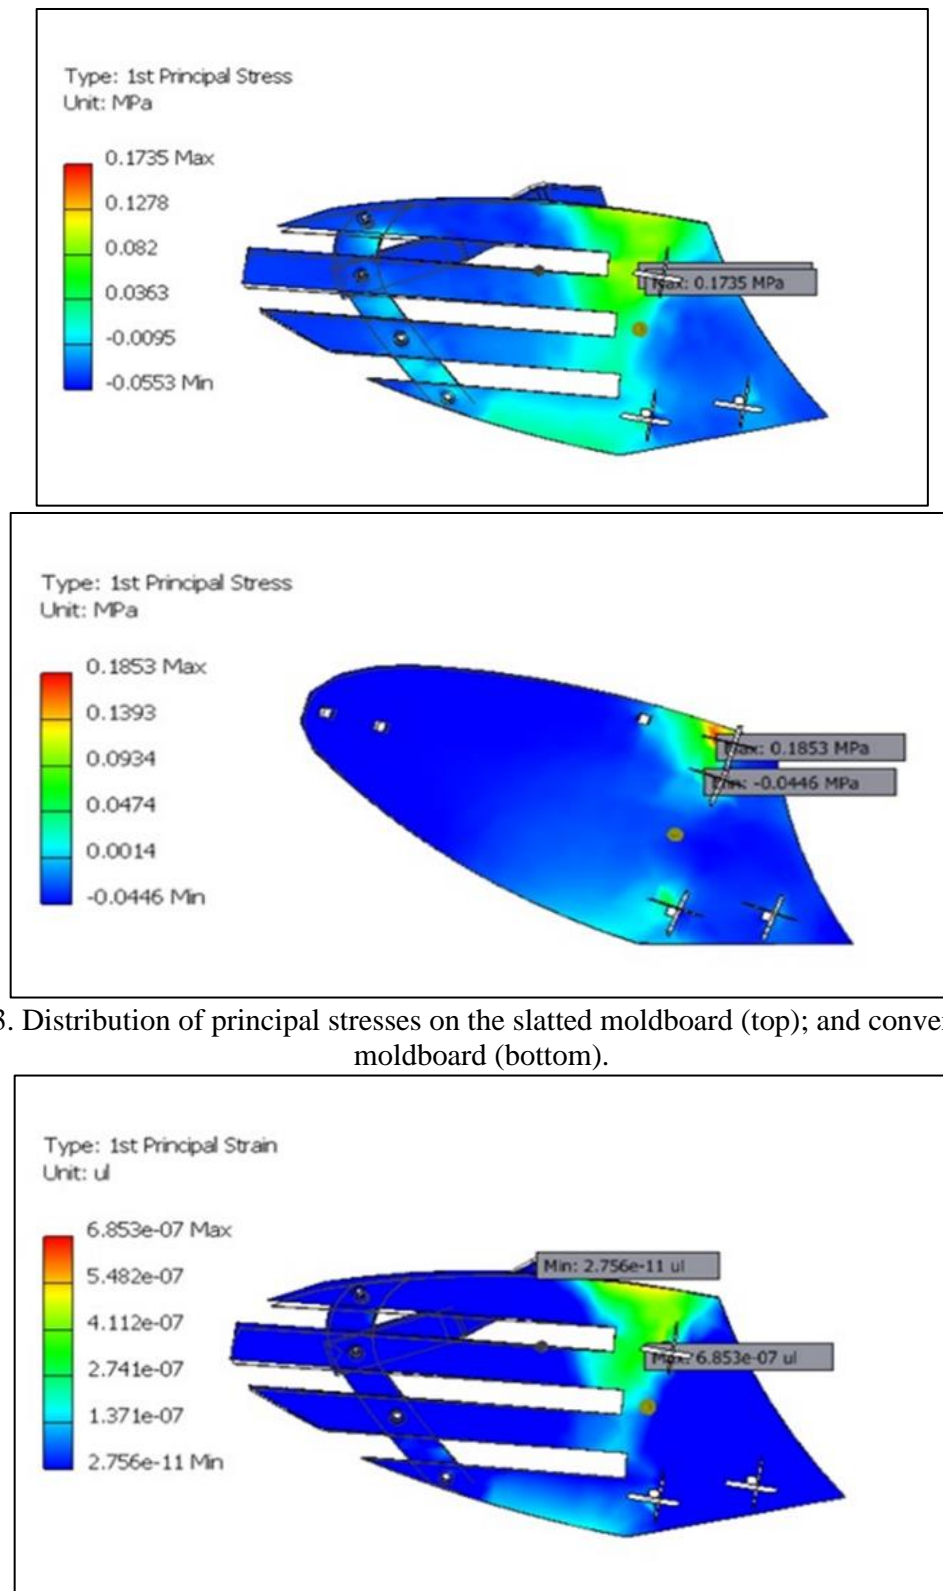 Type: 1st Principal Stress
Unit: MPa
0.1735 Max
0.1278
0.082
0.0363
-0.0095
-0.0553 Min
Max: 0.1735 MPa
Type: 1st Principal Stress
Unit: MPa
0.1853 Max
0.1393
0.0934
0.0474
0.0014
-0.0446 Min
Max: 0.1853 MPa
Min: -0.0446 MPa
3. Distribution of principal stresses on the slatted moldboard (top); and conve
moldboard (bottom).
Type: 1st Principal Strain
Unit: ul
6.853e-07 Max
5.482e-07
4.112e-07
2.741e-07
1.371e-07
2.756e-11 Min
Min: 2.756e-11 ul
Max: 6.853e-07 ul